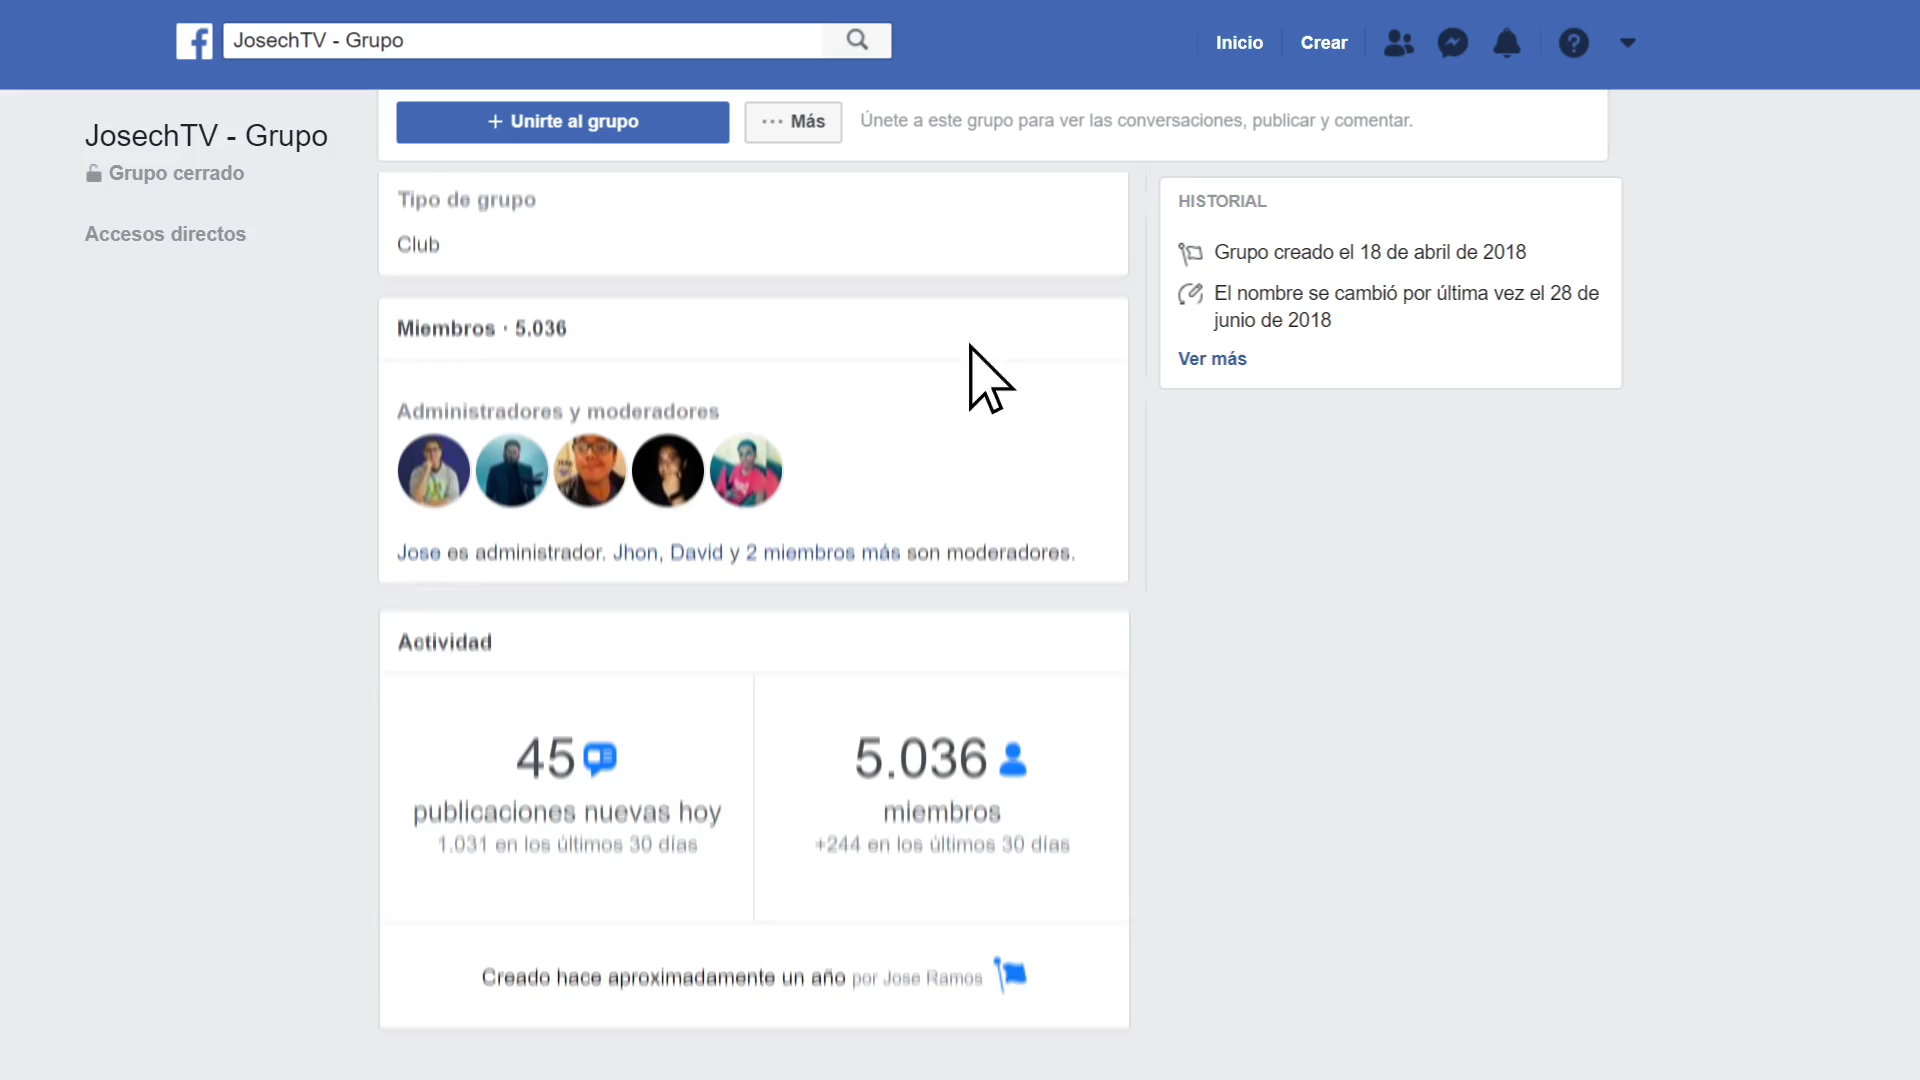 JosechTV - Grupo
Inicio
Crear
JosechTV - Grupo
Grupo cerrado
Accesos directos
+ Unirte al grupo
··· Más
Únete a este grupo para ver las conversaciones, publicar y comentar.
Tipo de grupo
Club
Miembros · 5.036
Administradores y moderadores
Jose es administrador. Jhon, David y 2 miembros más son moderadores.
Actividad
45
publicaciones nuevas hoy
1.031 en los últimos 30 días
5.036
miembros
+244 en los últimos 30 días
Creado hace aproximadamente un año por Jose Ramos
HISTORIAL
Grupo creado el 18 de abril de 2018
El nombre se cambió por última vez el 28 de
junio de 2018
Ver más